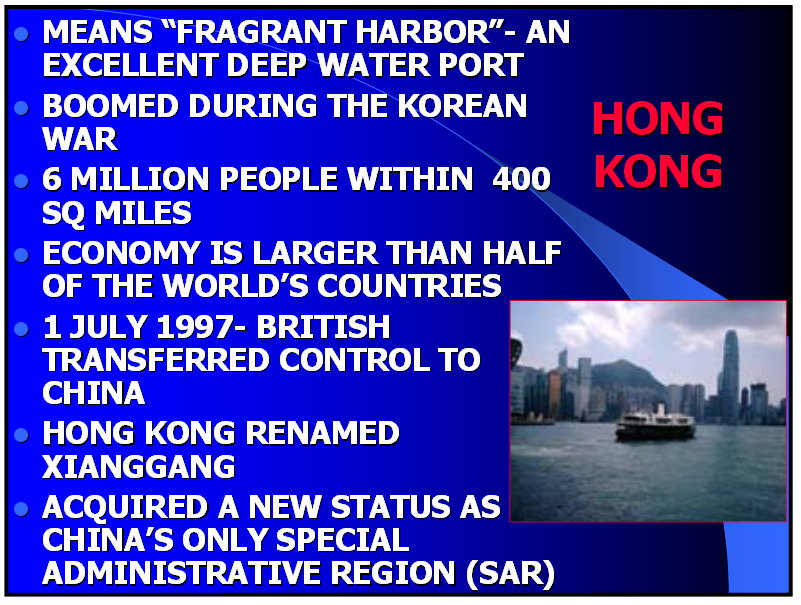 MEANS “FRAGRANT HARBOR”- AN
EXCELLENT DEEP WATER PORT
BOOMED DURING THE KOREAN
WAR
6 MILLION PEOPLE WITHIN  400
SQ MILES
ECONOMY IS LARGER THAN HALF
OF THE WORLD’S COUNTRIES
1 JULY 1997- BRITISH
TRANSFERRED CONTROL TO
CHINA
HONG KONG RENAMED
XIANGGANG
ACQUIRED A NEW STATUS AS
CHINA’S ONLY SPECIAL
ADMINISTRATIVE REGION (SAR)
HONG
KONG